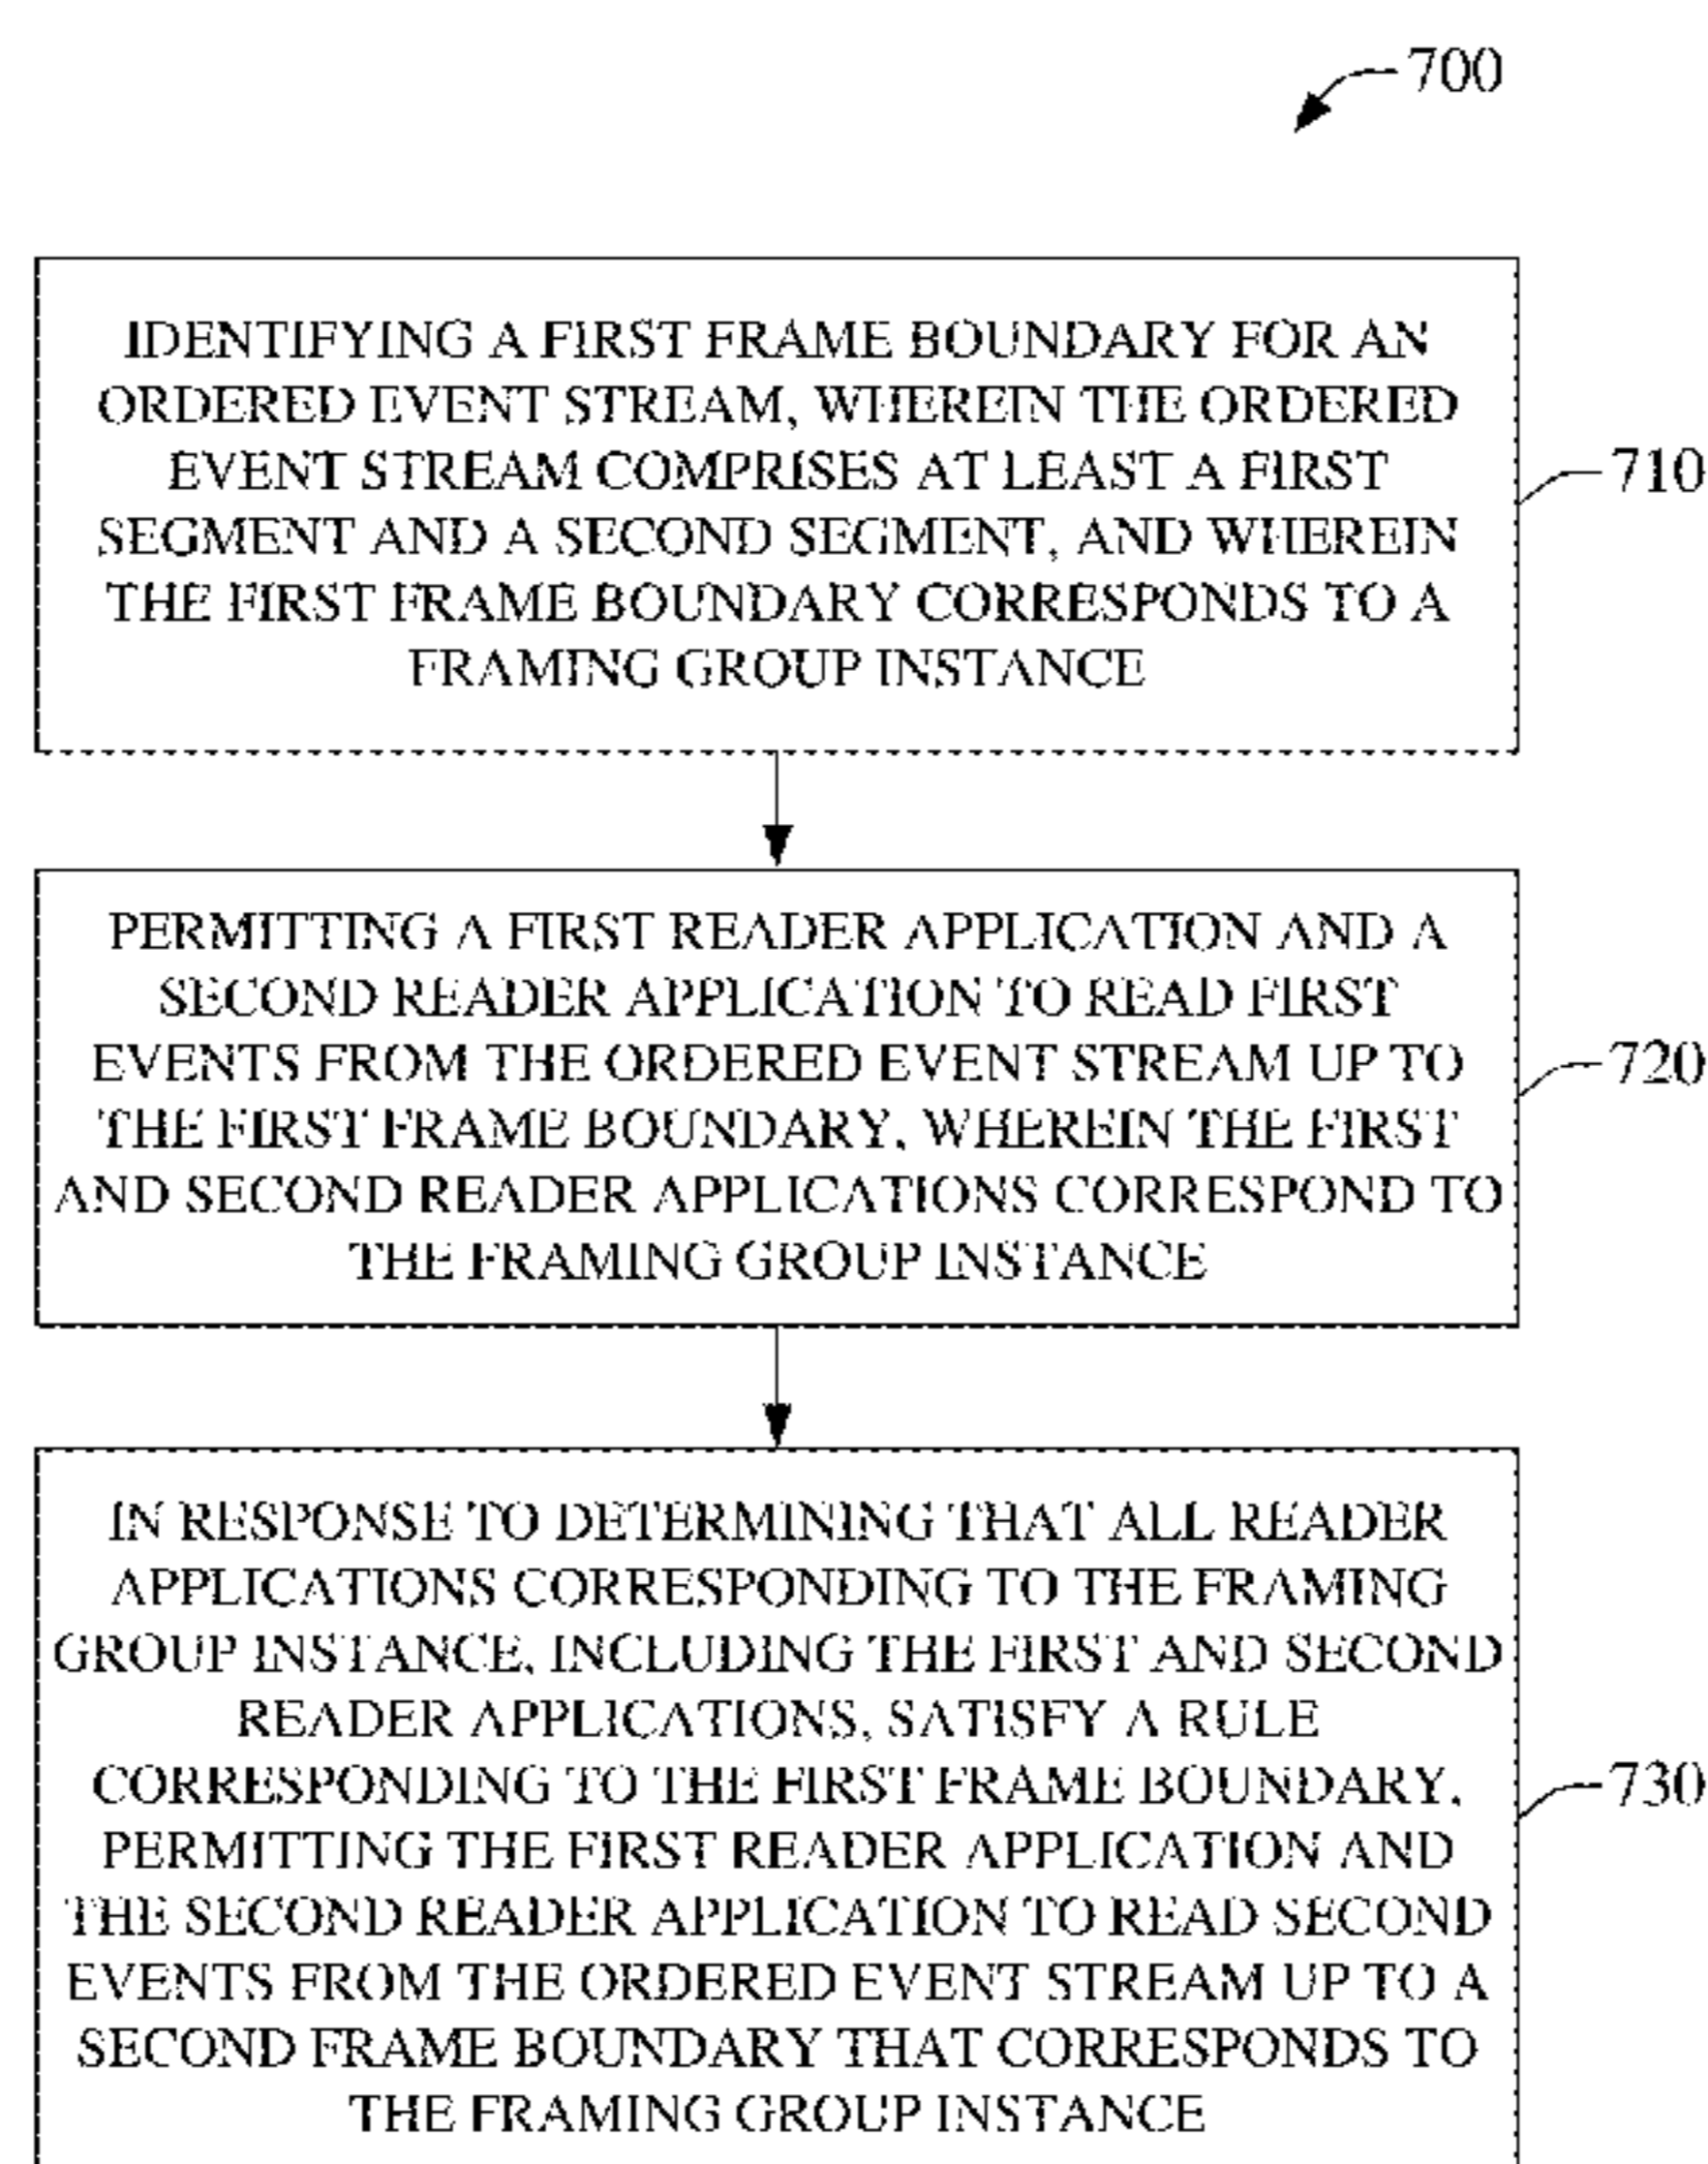 700
IDENTIFYING A FIRST FRAME BOUNDARY FOR AN
ORDERED EVENT STREAM, WHEREIN THE ORDERED
EVENT STREAM COMPRISES AT LEAST A FIRST
SEGMENT AND A SECOND SEGMENT, AND WHEREIN
THE FIRST FRAME BOUNDARY CORRESPONDS TO A
FRAMING GROUP INSTANCE
710
PERMITTING A FIRST READER APPLICATION AND A
SECOND READER APPLICATION TO READ FIRST
EVENTS FROM THE ORDERED EVENT STREAM UP TO
THE FIRST FRAME BOUNDARY, WHEREIN THE FIRST
AND SECOND READER APPLICATIONS CORRESPOND TO
THE FRAMING GROUP INSTANCE
720
IN RESPONSE TO DETERMINING THAT ALL READER
APPLICATIONS CORRESPONDING TO THE FRAMING
GROUP INSTANCE, INCLUDING THE FIRST AND SECOND
READER APPLICATIONS, SATISFY A RULE
CORRESPONDING TO THE FIRST FRAME BOUNDARY,
PERMITTING THE FIRST READER APPLICATION AND
THE SECOND READER APPLICATION TO READ SECOND
EVENTS FROM THE ORDERED EVENT STREAM UP TO A
SECOND FRAME BOUNDARY THAT CORRESPONDS TO
THE FRAMING GROUP INSTANCE
730